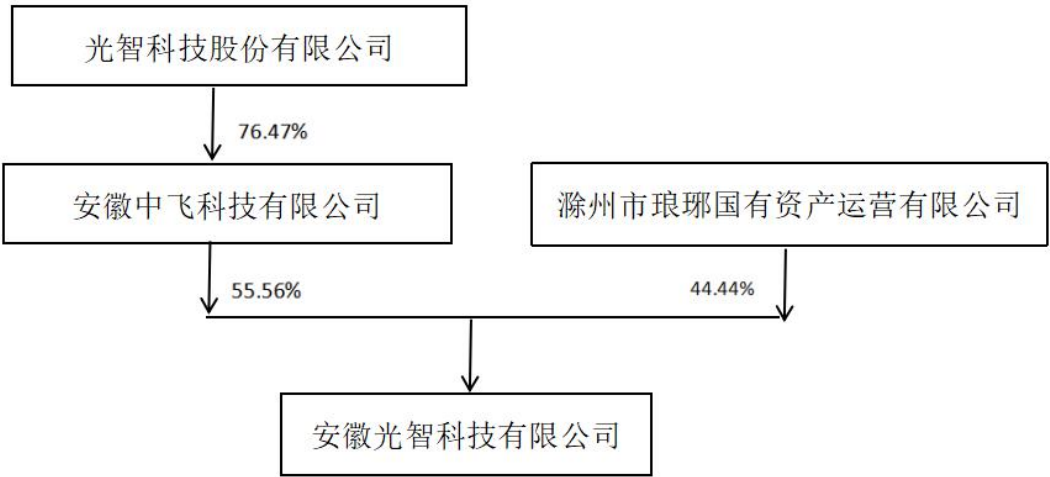 光智科技股份有限公司
76.47%
安徽中飞科技有限公司
滁州市琅琊国有资产运营有限公司
55.56%
44.44%
安徽光智科技有限公司